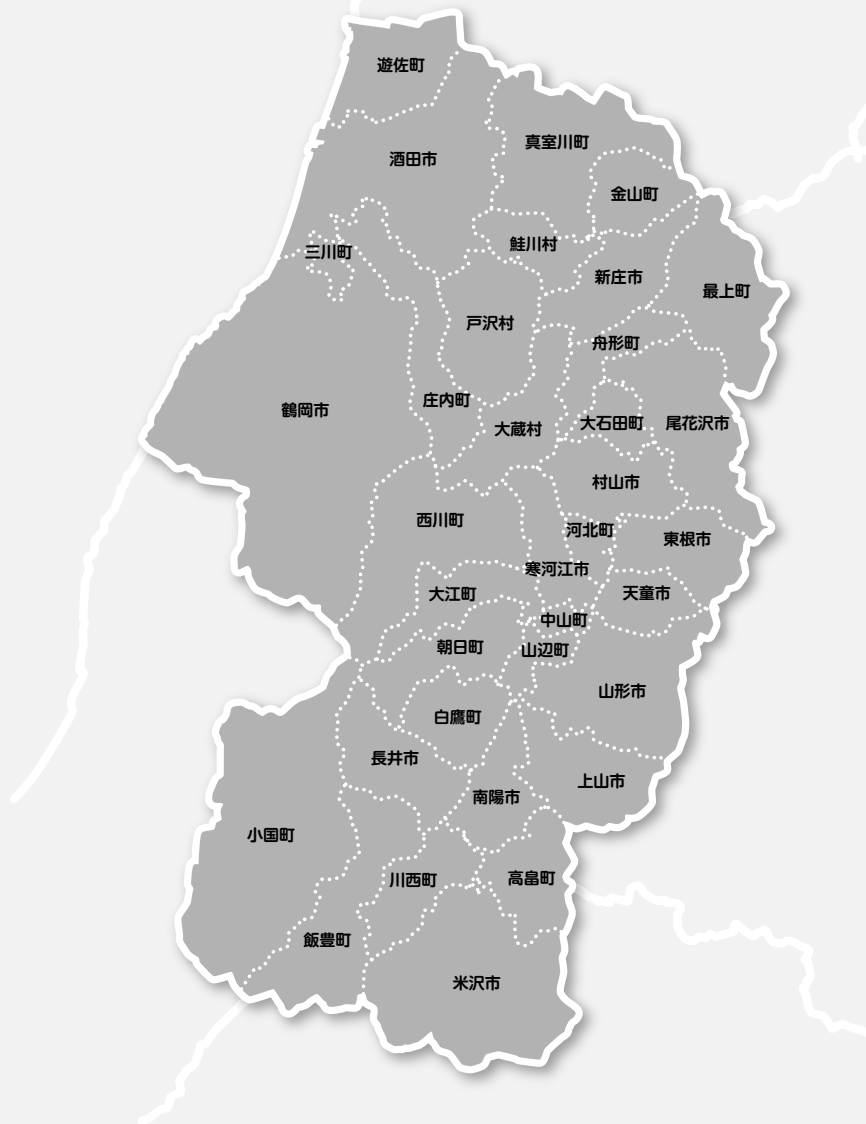 遊佐町
真室川町
酒田市
金山町
鮭川村
三川町
新庄市
最上町
戸沢村
舟形町
庄内町
鶴岡市
大石田町
尾花沢市
大蔵村
村山市
西川町
河北町
東根市
寒河江市
大江町
天童市
中山町
朝日町
山辺町
山形市
白鷹町
長井市
上山市
南陽市
小国町
高畠町
川西町
飯豊町
米沢市